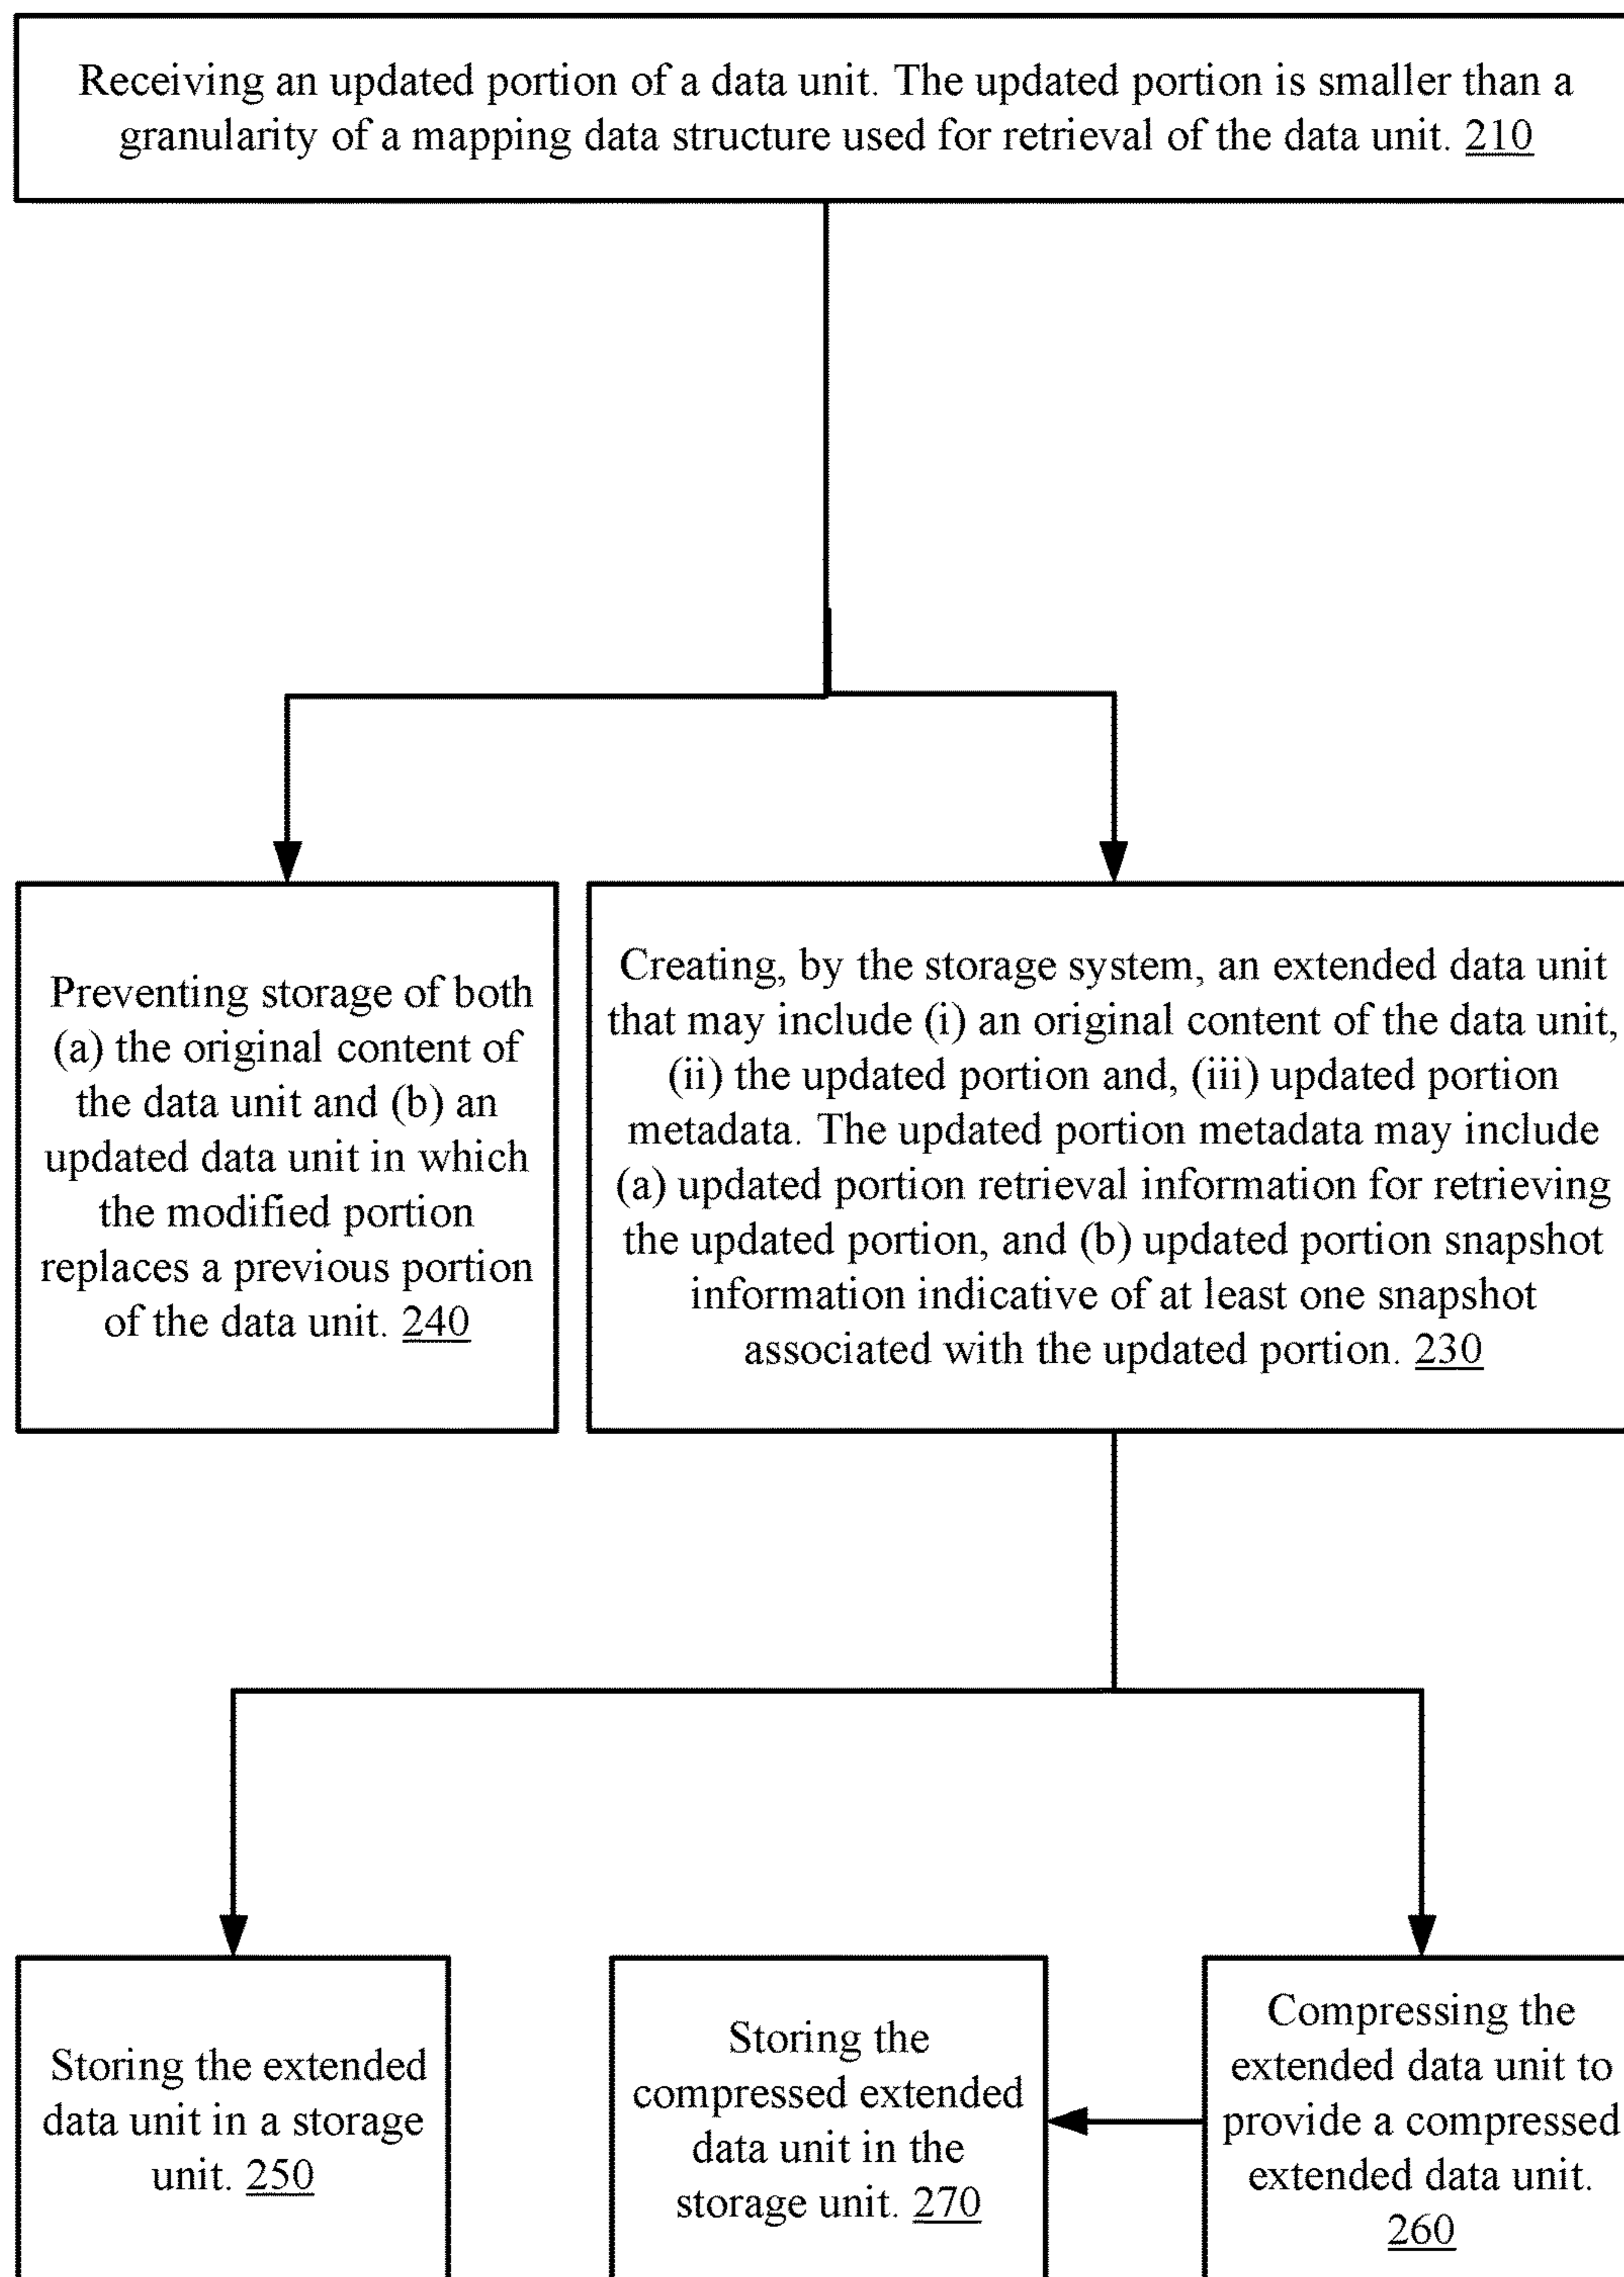 Receiving an updated portion of a data unit. The updated portion is smaller than a
granularity of a mapping data structure used for retrieval of the data unit. 210
Preventing storage of both
(a) the original content of
the data unit and (b) an
updated data unit in which
the modified portion
replaces a previous portion
of the data unit. 240
Creating, by the storage system, an extended data unit
that may include (i) an original content of the data unit,
(ii) the updated portion and, (iii) updated portion
metadata. The updated portion metadata may include
(a) updated portion retrieval information for retrieving
the updated portion, and (b) updated portion snapshot
information indicative of at least one snapshot
associated with the updated portion. 230
Storing the extended
data unit in a storage
unit. 250
Storing the
compressed extended
data unit in the
storage unit. 270
Compressing the
extended data unit to
provide a compressed
extended data unit.
260